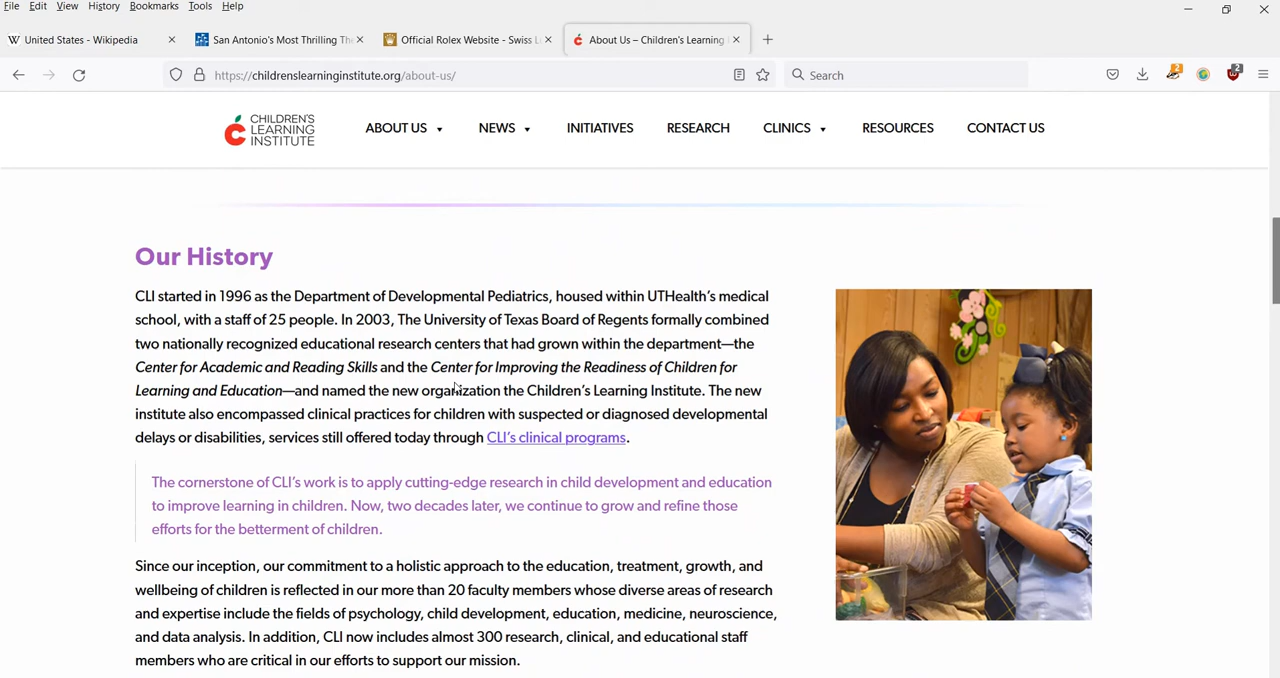 File Edit View History Bookmarks Tools Help
United States - Wikipedia
San Antonio's Most Thrilling The
Official Rolex Website - Swiss L
About Us – Children's Learning
https://childrenslearninginstitute.org/about-us/
Search
2
2
CHILDREN'S
LEARNING
INSTITUTE
ABOUT US NEWS INITIATIVES RESEARCH CLINICS RESOURCES CONTACT US
Our History
CLI started in 1996 as the Department of Developmental Pediatrics, housed within UTHealth's medical
school, with a staff of 25 people. In 2003, The University of Texas Board of Regents formally combined
two nationally recognized educational research centers that had grown within the department—the
Center for Academic and Reading Skills and the Center for Improving the Readiness of Children for
Learning and Education—and named the new organization the Children's Learning Institute. The new
institute also encompassed clinical practices for children with suspected or diagnosed developmental
delays or disabilities, services still offered today through CLI's clinical programs.
The cornerstone of CLI's work is to apply cutting-edge research in child development and education
to improve learning in children. Now, two decades later, we continue to grow and refine those
efforts for the betterment of children.
Since our inception, our commitment to a holistic approach to the education, treatment, growth, and
wellbeing of children is reflected in our more than 20 faculty members whose diverse areas of research
and expertise include the fields of psychology, child development, education, medicine, neuroscience,
and data analysis. In addition, CLI now includes almost 300 research, clinical, and educational staff
members who are critical in our efforts to support our mission.